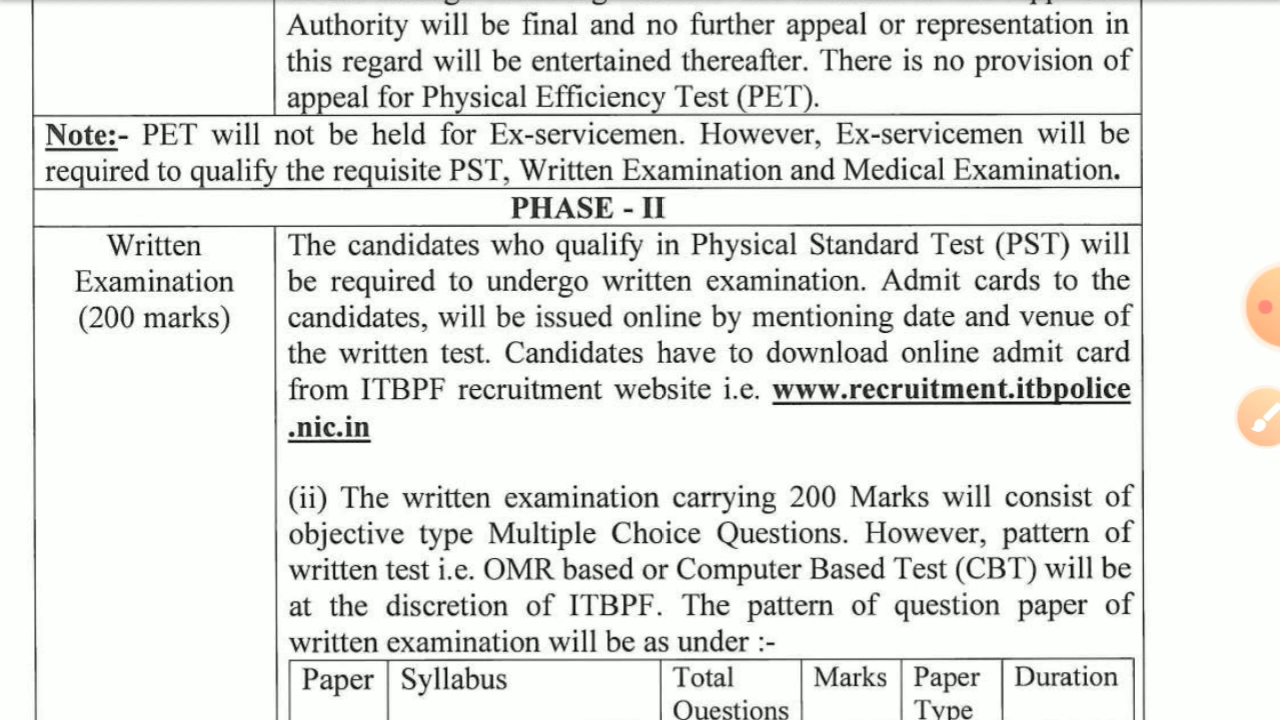 Authority will be final and no further appeal or representation in
this regard will be entertained thereafter. There is no provision of
appeal for Physical Efficiency Test (PET).
Note:- PET will not be held for Ex-servicemen. However, Ex-servicemen will be
required to qualify the requisite PST, Written Examination and Medical Examination.
PHASE - II
Written
Examination
(200 marks)
The candidates who qualify in Physical Standard Test (PST) will
be required to undergo written examination. Admit cards to the
candidates, will be issued online by mentioning date and venue of
the written test. Candidates have to download online admit card
from ITBPF recruitment website i.e. www.recruitment.itbpolice
.nic.in
(ii) The written examination carrying 200 Marks will consist of
objective type Multiple Choice Questions. However, pattern of
written test i.e. OMR based or Computer Based Test (CBT) will be
at the discretion of ITBPF. The pattern of question paper of
written examination will be as under :-
Paper Syllabus Total Questions Marks Paper Type Duration